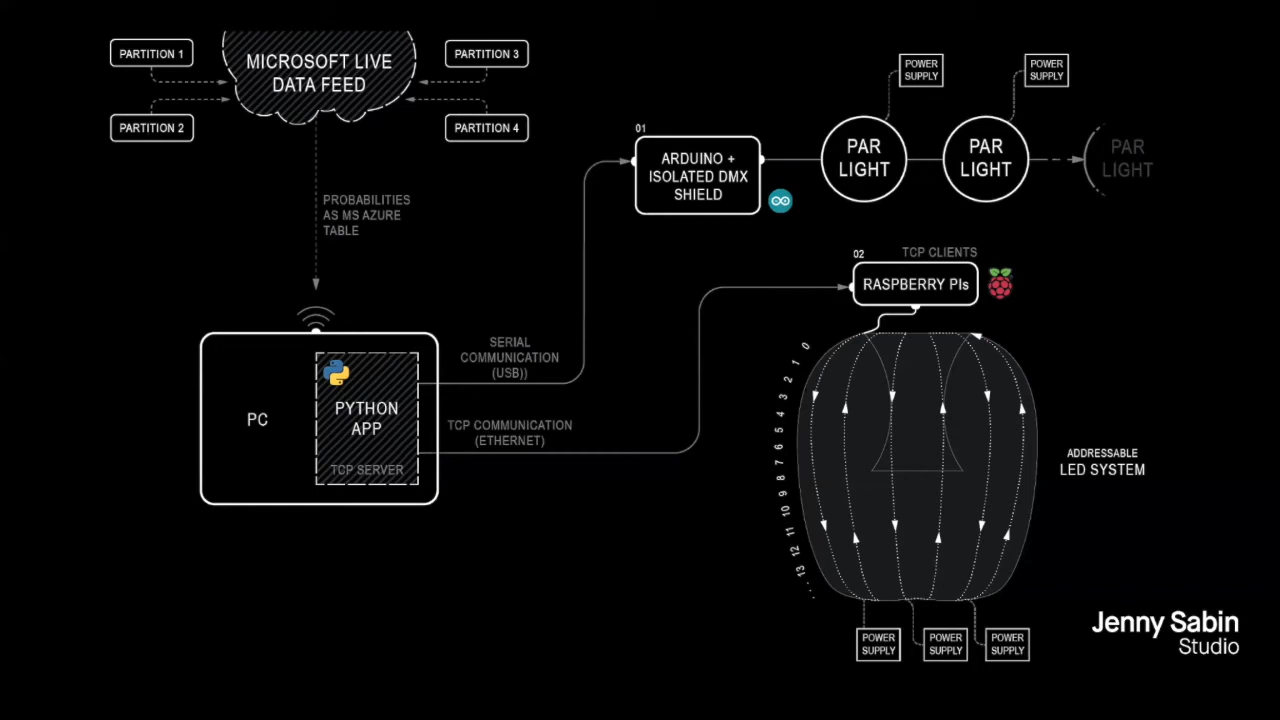 PARTITION 1
MICROSOFT LIVE
DATA FEED
PARTITION 3
PARTITION 2
PARTITION 4
PROBABILITIES
AS MS AZURE
TABLE
PC
PYTHON
APP
TCP SERVER
SERIAL
COMMUNICATION
(USB))
TCP COMMUNICATION
(ETHERNET)
01
ARDUINO +
ISOLATED DMX
SHIELD
POWER
SUPPLY
POWER
SUPPLY
PAR
LIGHT
PAR
LIGHT
PAR
LIGHT
02
TCP CLIENTS
RASPBERRY PIs
0
1
2
3
4
5
6
7
8
9
10
11
12
13
...
ADDRESSABLE
LED SYSTEM
POWER
SUPPLY
POWER
SUPPLY
POWER
SUPPLY
Jenny Sabin
Studio